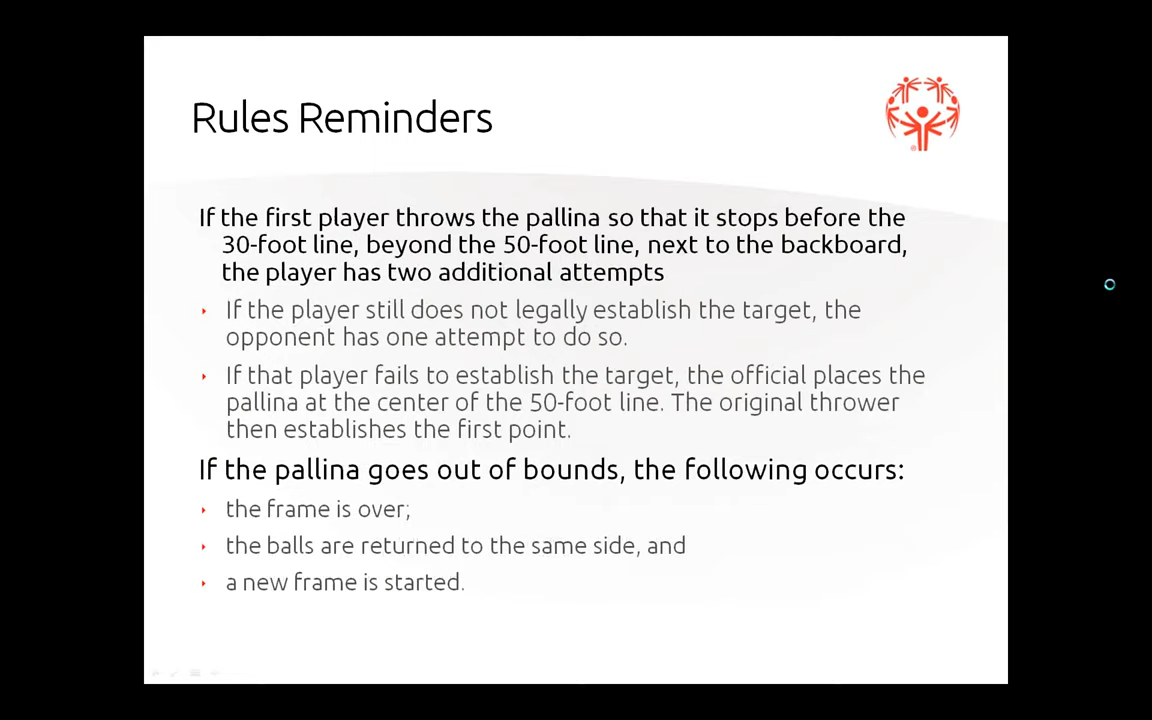 Rules Reminders
If the first player throws the pallina so that it stops before the
30-foot line, beyond the 50-foot line, next to the backboard,
the player has two additional attempts
If the player still does not legally establish the target, the
opponent has one attempt to do so.
If that player fails to establish the target, the official places the
pallina at the center of the 50-foot line. The original thrower
then establishes the first point.
If the pallina goes out of bounds, the following occurs:
the frame is over;
the balls are returned to the same side, and
a new frame is started.